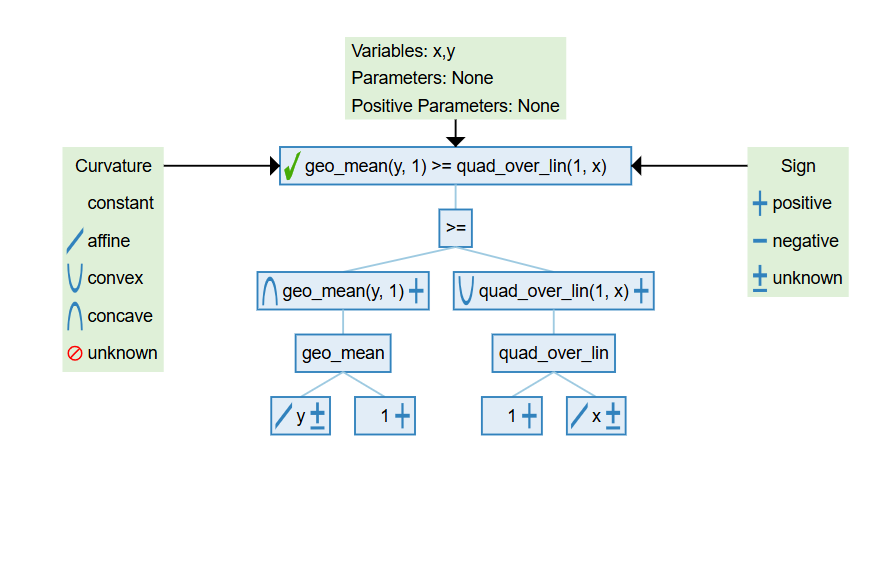 Variables: x,y
Parameters: None
Positive Parameters: None
Curvature
constant
affine
convex
concave
unknown
geo_mean(y, 1) >= quad_over_lin(1, x)
Sign
positive
negative
unknown
>=
geo_mean(y, 1)
quad_over_lin(1, x)
geo_mean
quad_over_lin
y
1
1
x